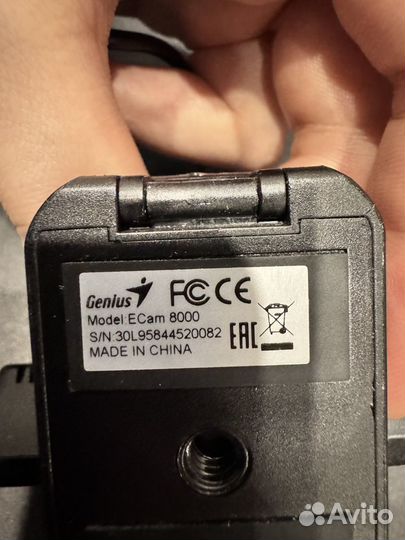 Genius FC CE
Model:ECam 8000
S/N:30L95844520082 EAC
MADE IN CHINA
Avito